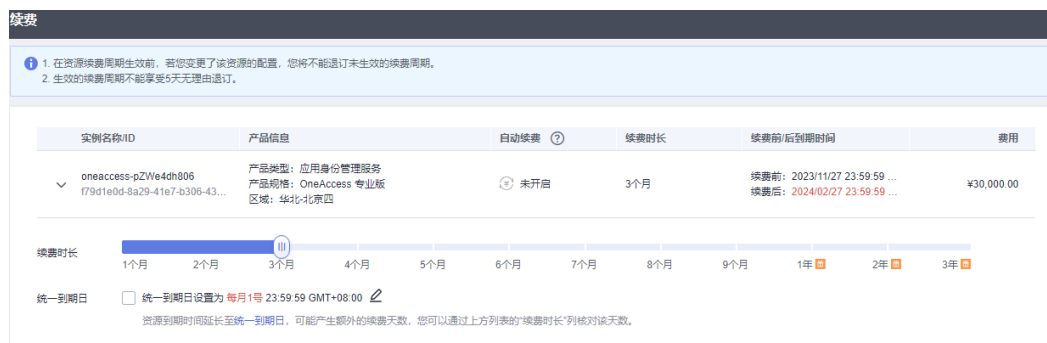 续费
1. 在资源续费周期生效前，若您变更了该资源的配置，您将不能退订未生效的续费周期。
2. 生效的续费周期不能享受5天无理由退订。
实例名称/ID 产品信息 自动续费 ? 续费时长 续费前/后到期时间 费用
oneaccess-pZWe4dh806
f79d1e0d-8a29-41e7-b306-43...
产品类型：应用身份管理服务
产品规格：OneAccess 专业版
区域：华北-北京四
未开启
3个月
续费前：2023/11/27 23:59:59 ...
续费后：2024/02/27 23:59:59 ...
¥30,000.00
续费时长
1个月 2个月 3个月 4个月 5个月 6个月 7个月 8个月 9个月 1年 2年 3年
统一到期日 统一到期日设置为 每月1号 23:59:59 GMT+08:00
资源到期时间延长至统一到期日，可能产生额外的续费天数，您可以通过上方列表的“续费时长”列核对该天数。